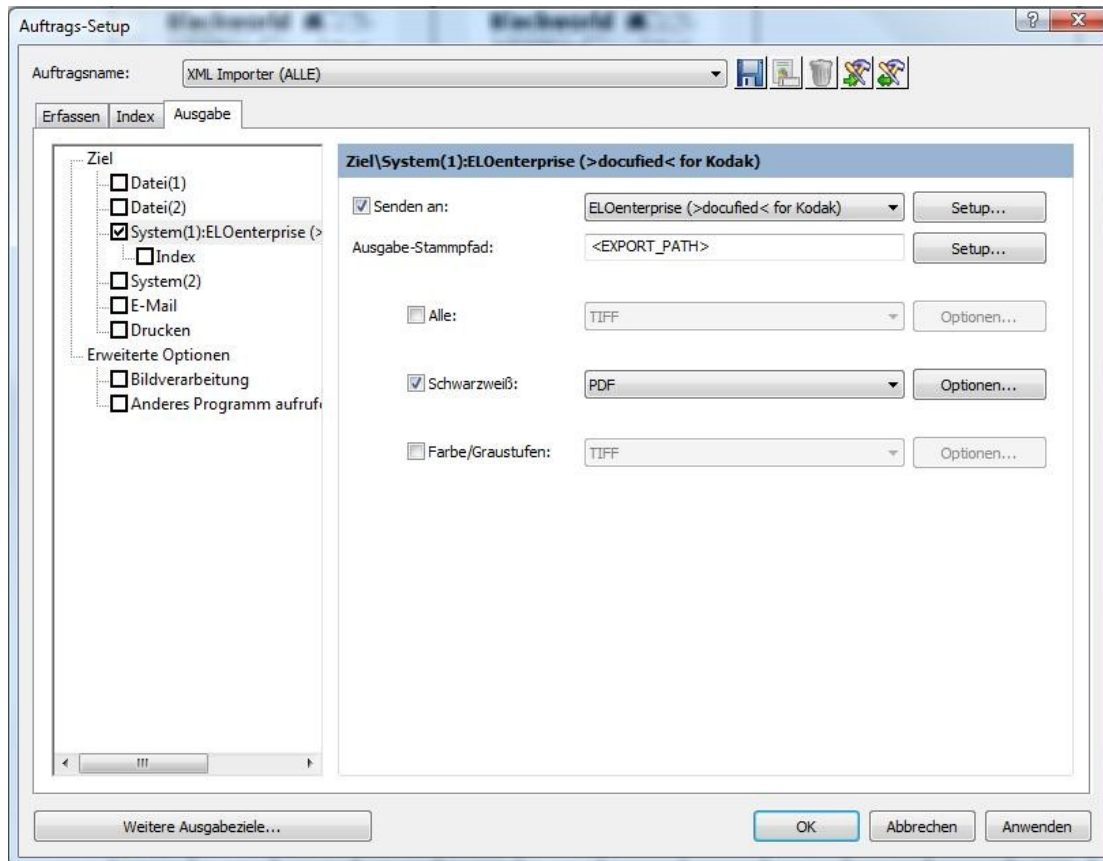 Auftrags-Setup
Auftragsname: XML Importer (ALLE)
Erfassen Index Ausgabe
Ziel
Datei(1)
Datei(2)
System(1):ELOenterprise (>
Index
System(2)
E-Mail
Drucken
Erweiterte Optionen
Bildverarbeitung
Anderes Programm aufrufe
Ziel\System(1):ELOenterprise (>docufied< for Kodak)
Senden an: ELOenterprise (>docufied< for Kodak) Setup...
Ausgabe-Stammpfad: <EXPORT_PATH> Setup...
Alle: TIFF Optionen...
Schwarzweiß: PDF Optionen...
Farbe/Graustufen: TIFF Optionen...
Weitere Ausgabeziele... OK Abbrechen Anwenden